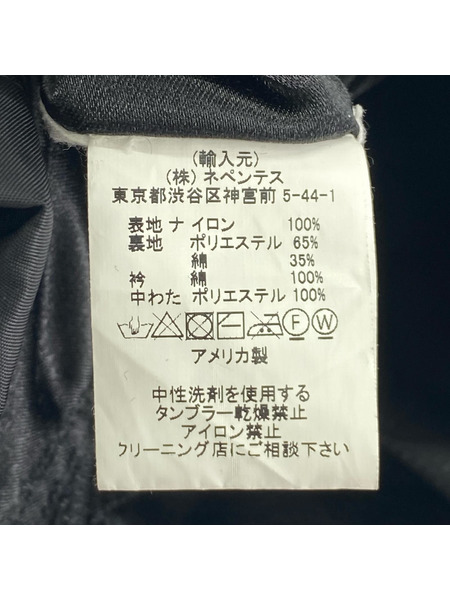 (輸入元)
(株) ネペンテス
東京都渋谷区神宮前 5-44-1
表地 ナイロン 100%
裏地 ポリエステル 65%
綿 35%
衿 綿 100%
中わた ポリエステル 100%
F W
アメリカ製
中性洗剤を使用する
タンブラー乾燥禁止
アイロン禁止
クリーニング店にご相談下さい